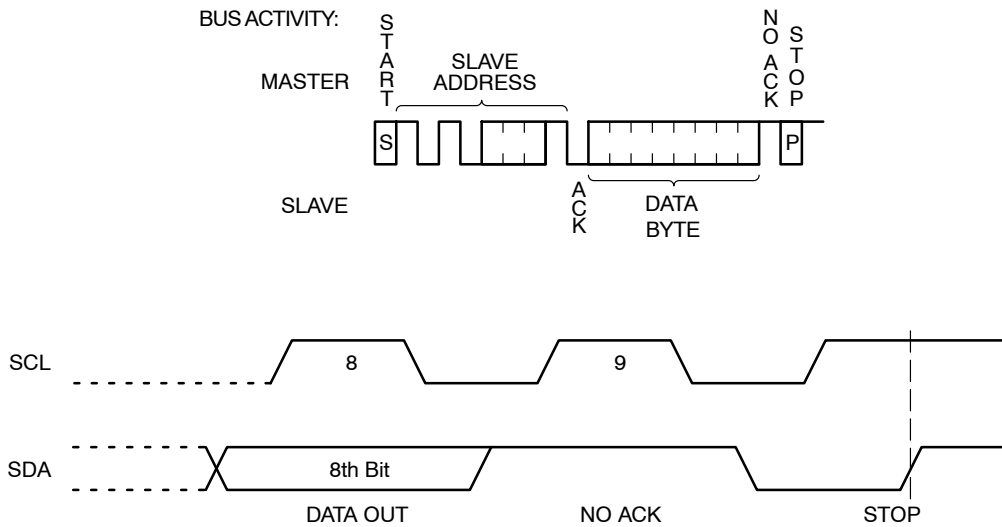 BUS ACTIVITY:
START
NO ACK
STOP
MASTER
SLAVE
ADDRESS
S
P
SLAVE
ACK
DATA
BYTE
SCL
8
9
SDA
8th Bit
DATA OUT
NO ACK
STOP